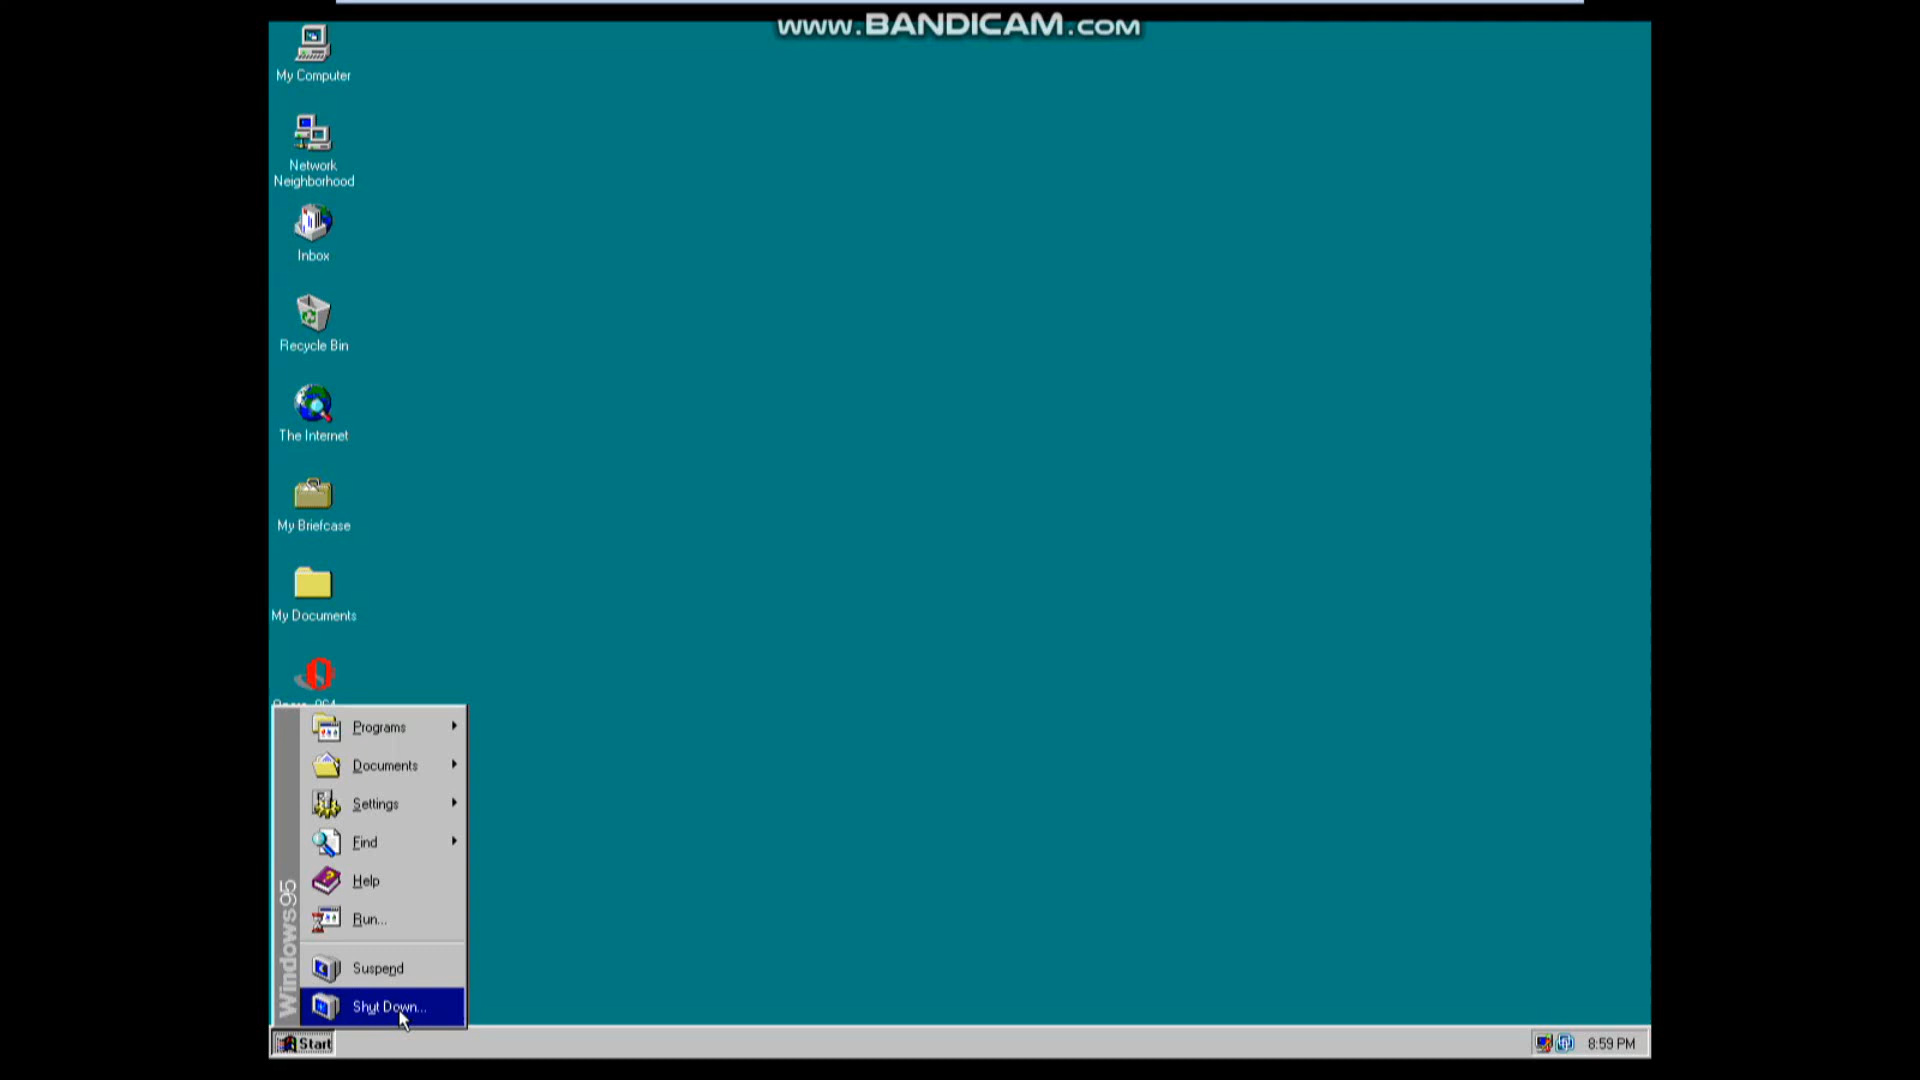 www.BANDICAM.com
My Computer
Network
Neighborhood
Inbox
Recycle Bin
The Internet
My Briefcase
My Documents
Programs
Documents
Settings
Find
Help
Run...
Suspend
Shut Down...
Windows95
Start
8:59 PM